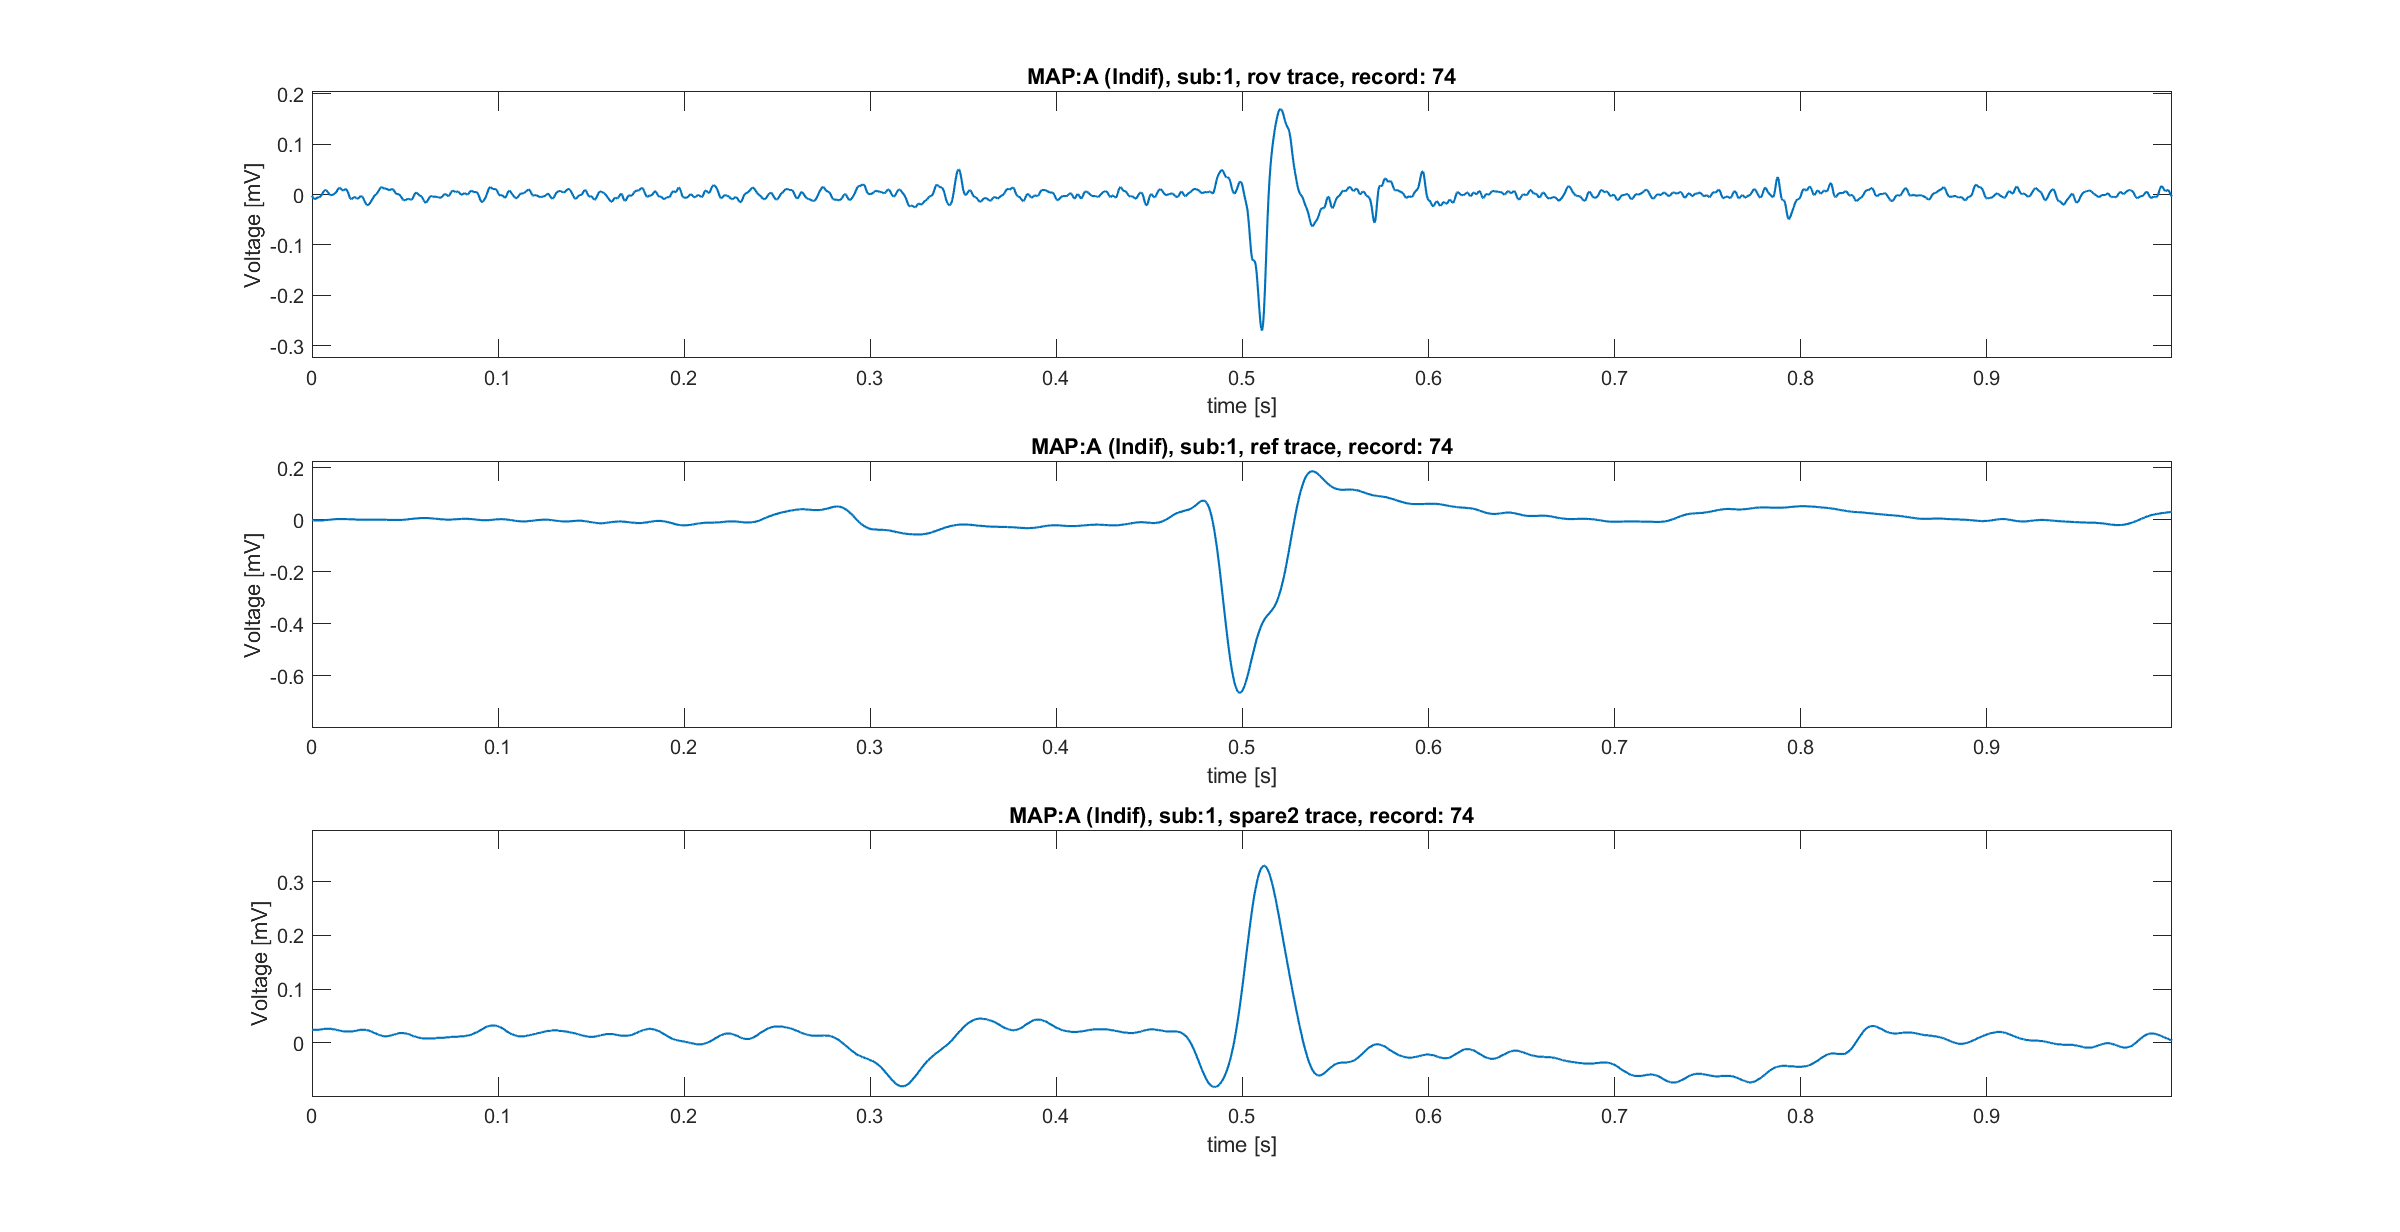 MAP:A (Indif), sub:1, rov trace, record: 74
0.2
0.1
0
-0.1
-0.2
-0.3
Voltage [mV]
0 0.1 0.2 0.3 0.4 0.5 0.6 0.7 0.8 0.9
time [s]
MAP:A (Indif), sub:1, ref trace, record: 74
0.2
0
-0.2
-0.4
-0.6
Voltage [mV]
0 0.1 0.2 0.3 0.4 0.5 0.6 0.7 0.8 0.9
time [s]
MAP:A (Indif), sub:1, spare2 trace, record: 74
0.3
0.2
0.1
0
Voltage [mV]
0 0.1 0.2 0.3 0.4 0.5 0.6 0.7 0.8 0.9
time [s]